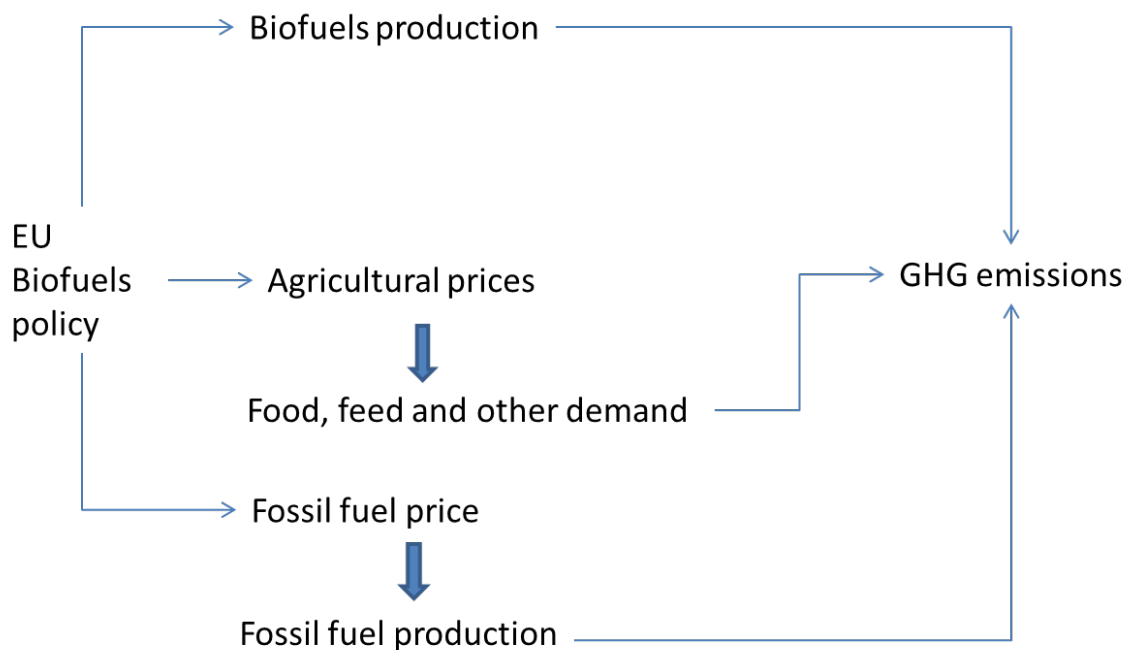 Biofuels production
EU
Biofuels
policy
Agricultural prices
GHG emissions
Food, feed and other demand
Fossil fuel price
Fossil fuel production